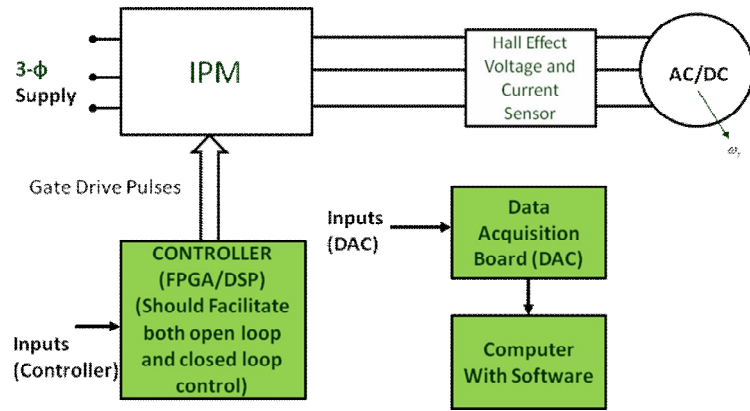 3-ϕ
Supply
IPM
Hall Effect
Voltage and
Current
Sensor
AC/DC
ωr
Gate Drive Pulses
CONTROLLER
(FPGA/DSP)
(Should Facilitate
both open loop
and closed loop
control)
Inputs
(Controller)
Inputs
(DAC)
Data
Acquisition
Board (DAC)
Computer
With Software